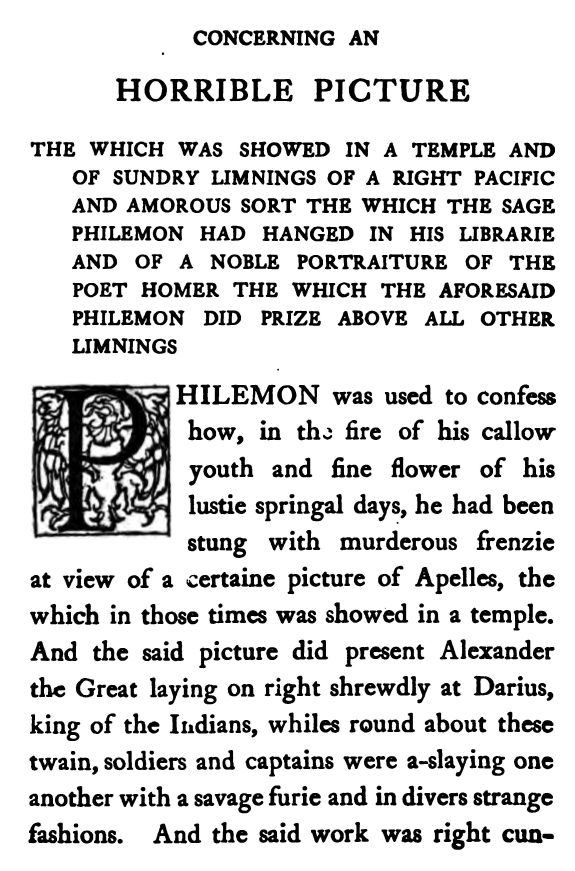 CONCERNING AN
HORRIBLE PICTURE
THE WHICH WAS SHOWED IN A TEMPLE AND
OF SUNDRY LIMNINGS OF A RIGHT PACIFIC
AND AMOROUS SORT THE WHICH THE SAGE
PHILEMON HAD HANGED IN HIS LIBRARIE
AND OF A NOBLE PORTRAITURE OF THE
POET HOMER THE WHICH THE AFORESAID
PHILEMON DID PRIZE ABOVE ALL OTHER
LIMNINGS
PHILEMON was used to confess
how, in the fire of his callow
youth and fine flower of his
lustie springal days, he had been
stung with murderous frenzie
at view of a certaine picture of Apelles, the
which in those times was showed in a temple.
And the said picture did present Alexander
the Great laying on right shrewdly at Darius,
king of the Indians, whiles round about these
twain, soldiers and captains were a-slaying one
another with a savage furie and in divers strange
fashions. And the said work was right cun-